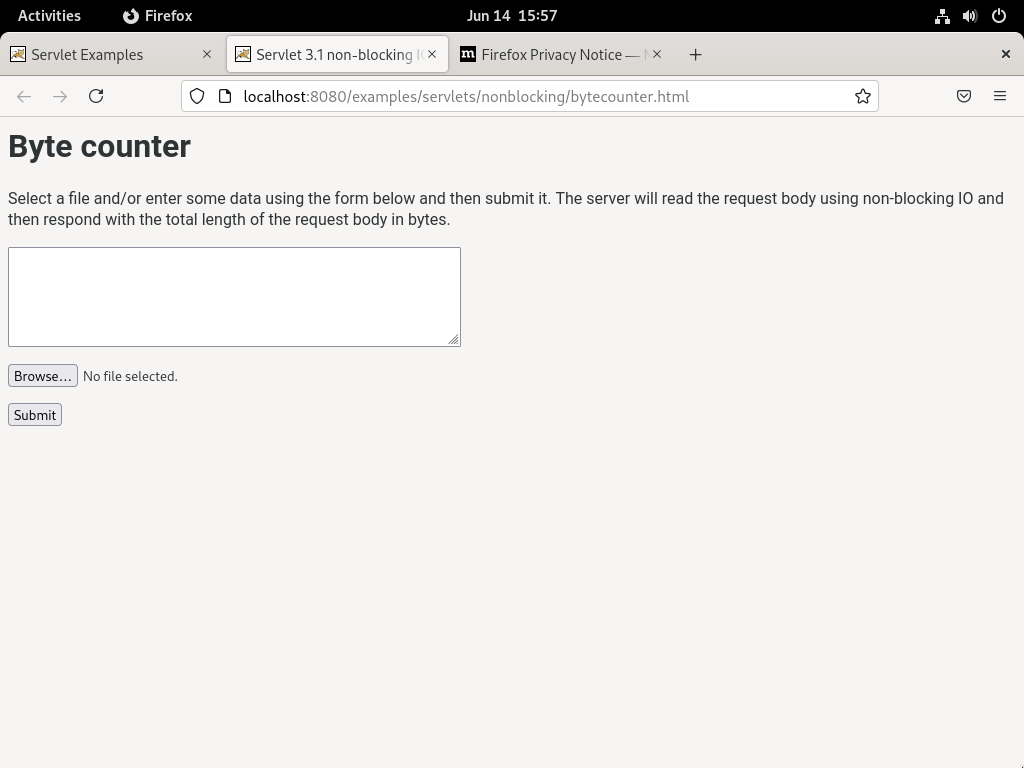 Activities Firefox Jun 14 15:57
Servlet Examples Servlet 3.1 non-blocking Firefox Privacy Notice —
localhost:8080/examples/servlets/nonblocking/bytecounter.html
Byte counter
Select a file and/or enter some data using the form below and then submit it. The server will read the request body using non-blocking IO and
then respond with the total length of the request body in bytes.
Browse... No file selected.
Submit